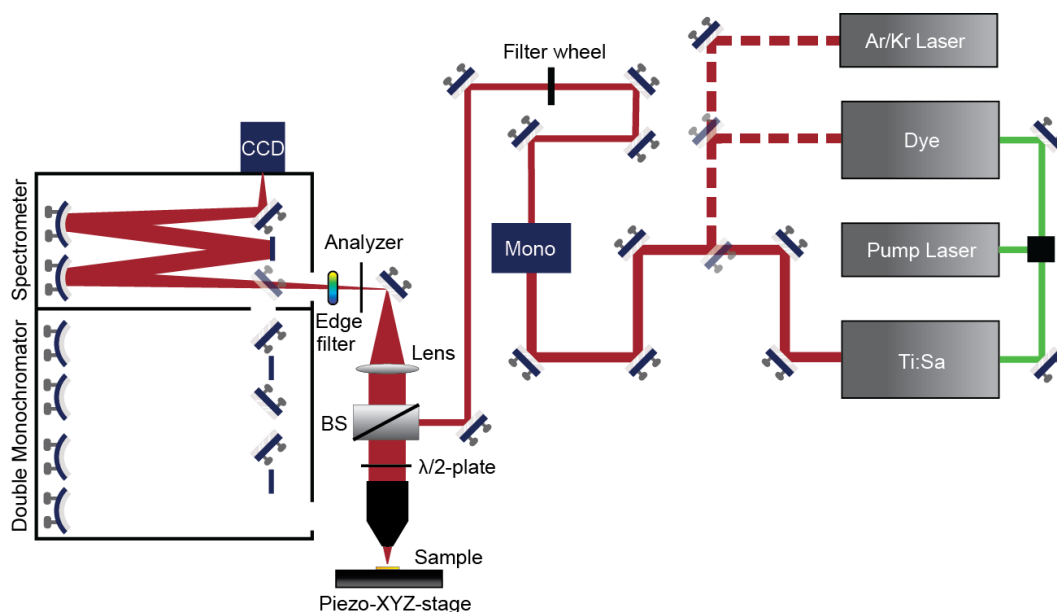 Ar/Kr Laser
Filter wheel
Dye
CCD
Mono
Pump Laser
Analyzer
Spectrometer
Edge
filter
Lens
Ti:Sa
BS
λ/2-plate
Double Monochromator
Sample
Piezo-XYZ-stage